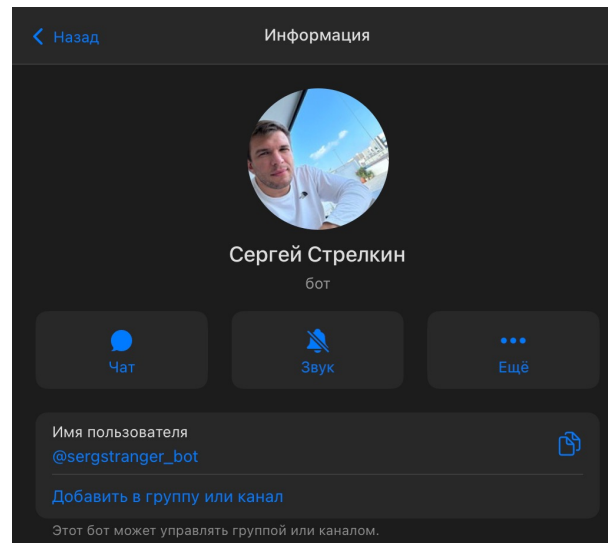 Назад
Информация
Сергей Стрелкин
бот
Чат
Звук
Ещё
Имя пользователя
@sergstranger_bot
Добавить в группу или канал
Этот бот может управлять группой или каналом.